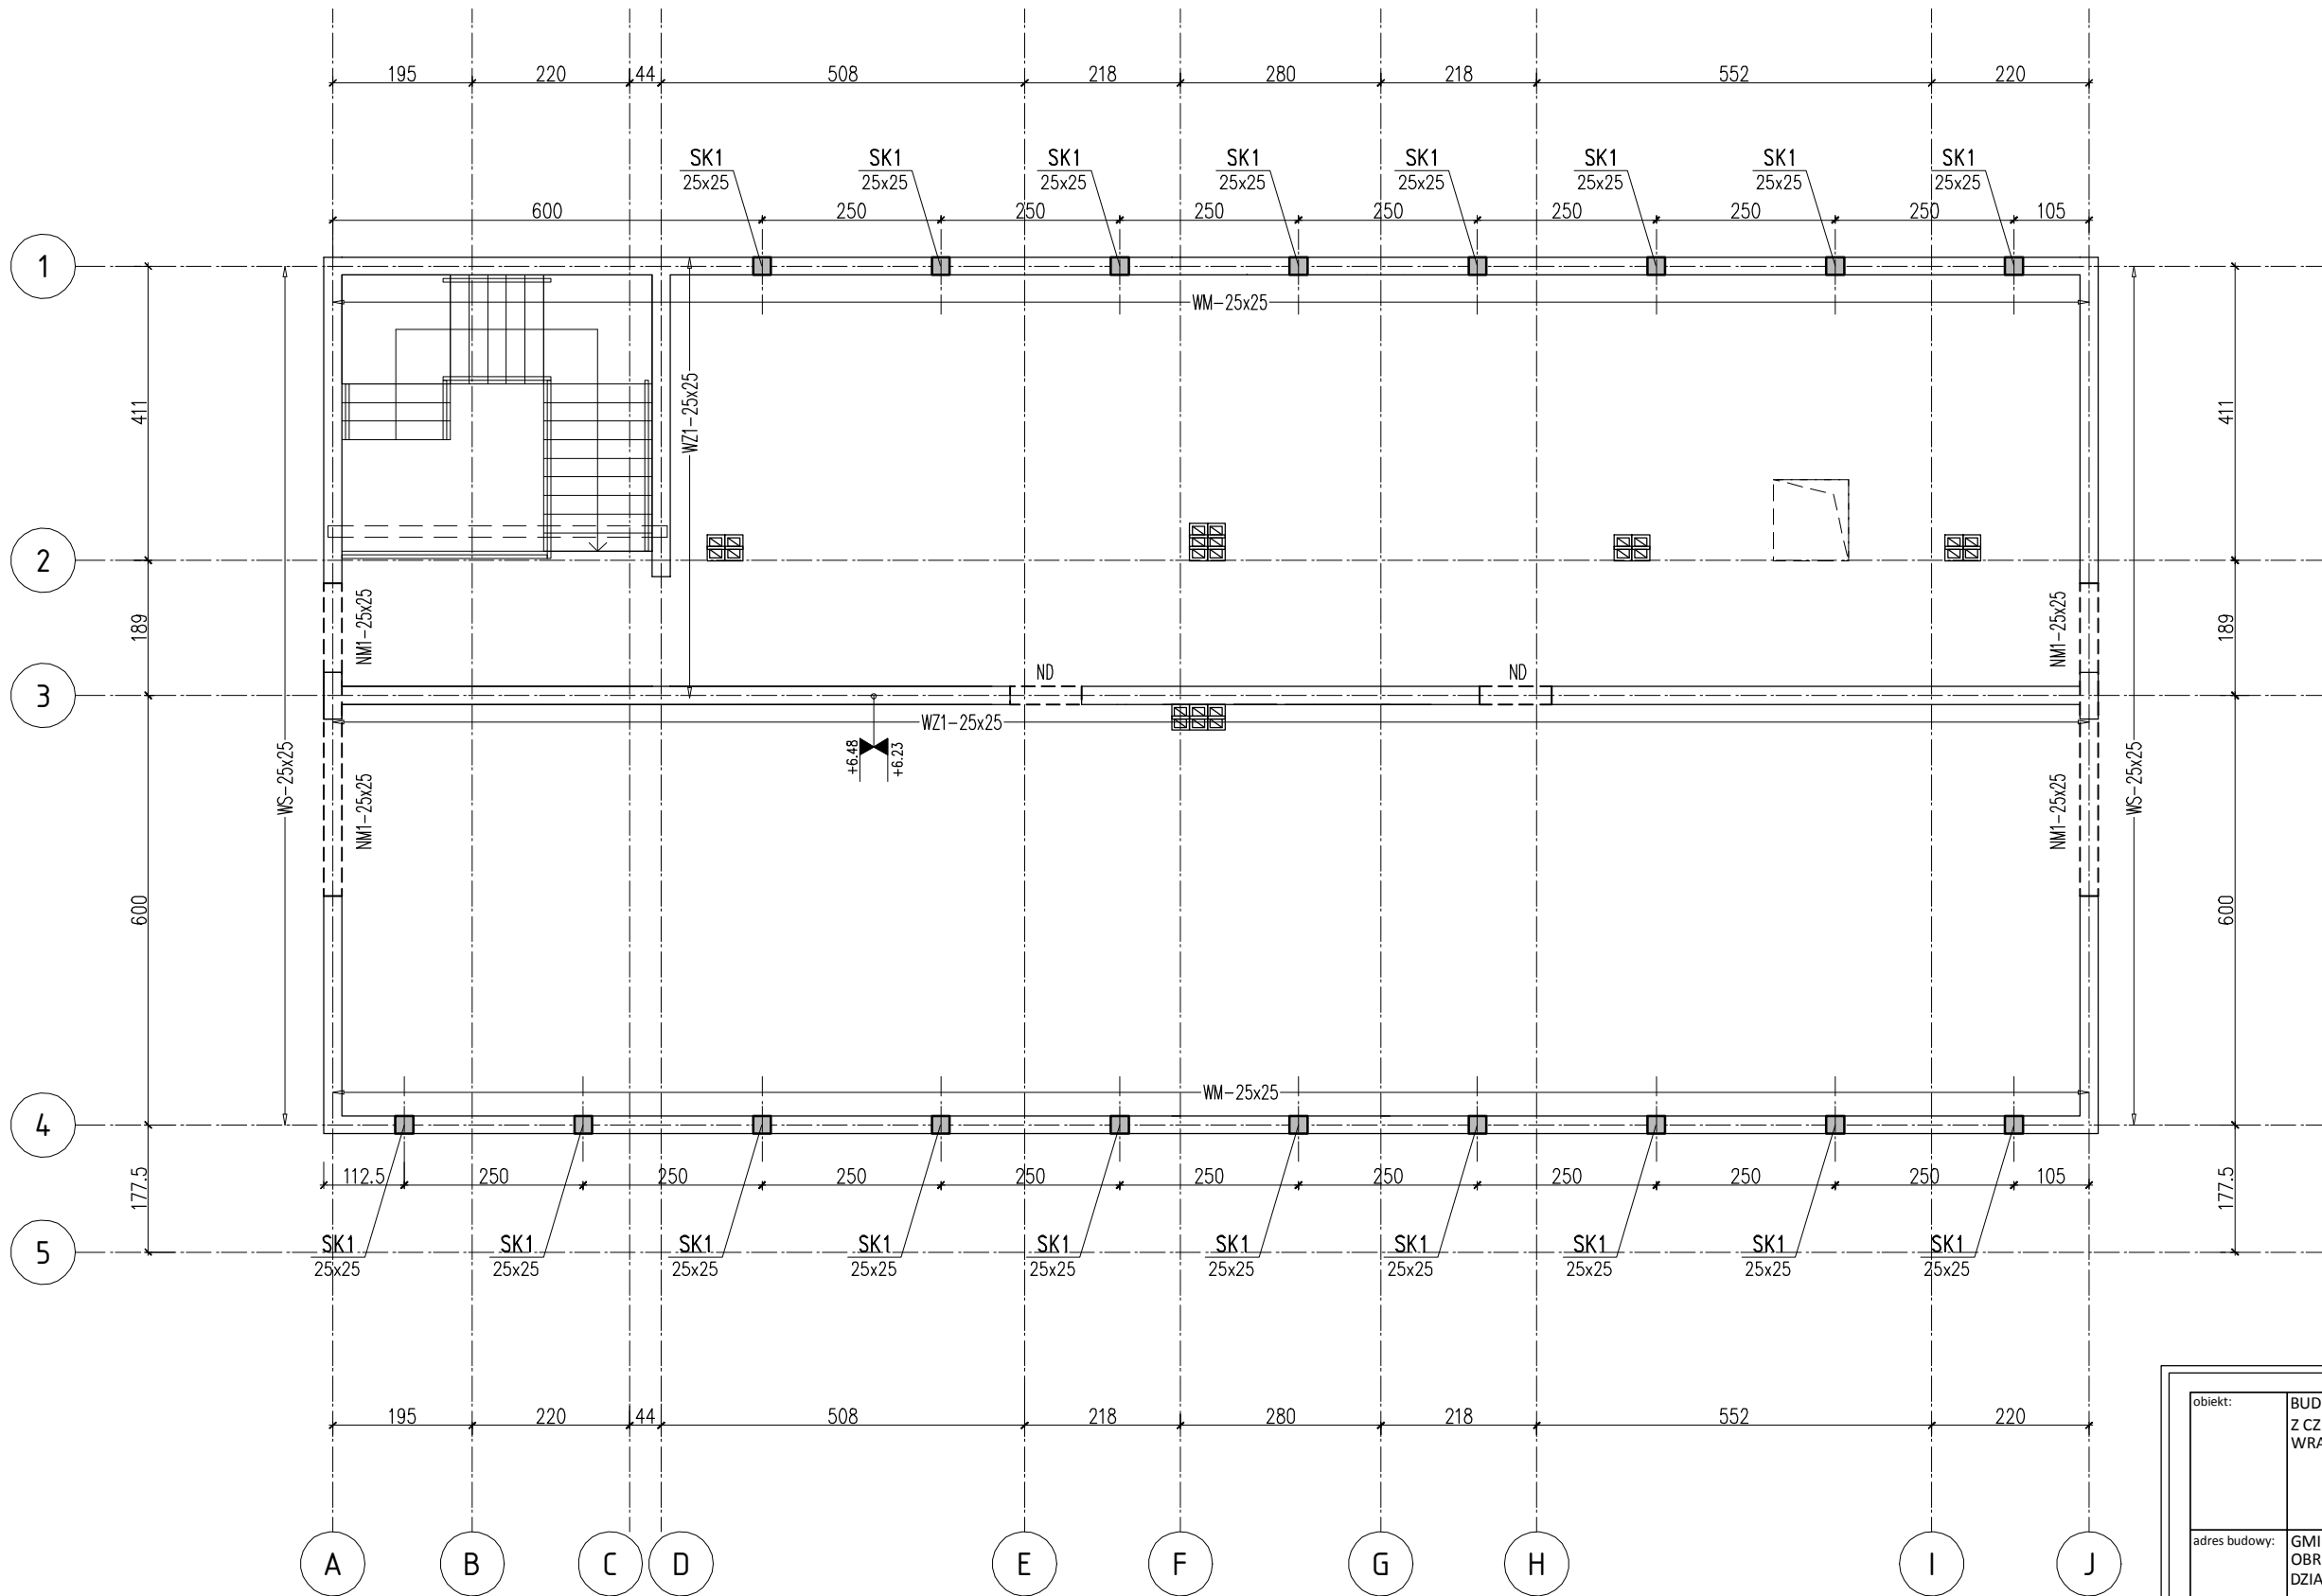 195 220 44 508 218 280 218 552 220
SK1 SK1 SK1 SK1 SK1 SK1 SK1 SK1
25x25 25x25 25x25 25x25 25x25 25x25 25x25 25x25
600 250 250 250 250 250 250 250 105
1
WM-25x25
WZ1-25x25
411 411
2
NM1-25x25 NM1-25x25
189 189
ND ND
3
WZ1-25x25
+6.48 +6.23
WS-25x25 WS-25x25
NM1-25x25 NM1-25x25
600 600
WM-25x25
4
112.5 250 250 250 250 250 250 250 250 250 105
177.5 177.5
SK1 SK1 SK1 SK1 SK1 SK1 SK1 SK1 SK1 SK1
5
25x25 25x25 25x25 25x25 25x25 25x25 25x25 25x25 25x25 25x25
195 220 44 508 218 280 218 552 220
A B C D E F G H I J
obiekt: BUD
Z CZ
WRA
adres budowy: GMI
OBR
DZIA